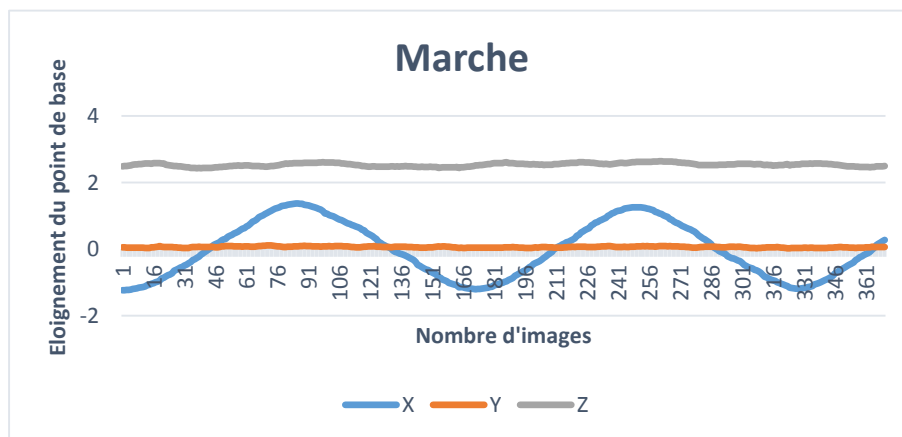 Marche
Eloignement du point de base
4
2
0
-2
1 16 31 46 61 76 91 106 121 136 151 166 181 196 211 226 241 256 271 286 301 316 331 346 361
Nombre d'images
X Y Z